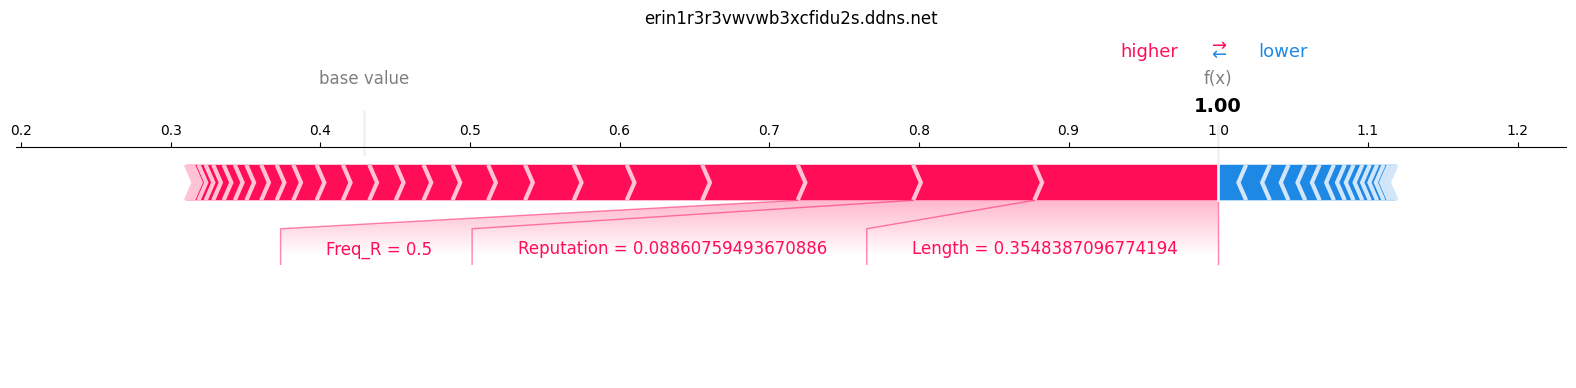 erin1r3r3vwvwb3xcfidu2s.ddns.net
higher → ← lower
base value f(x)
1.00
0.2 0.3 0.4 0.5 0.6 0.7 0.8 0.9 1.0 1.1 1.2
Freq_R = 0.5 Reputation = 0.08860759493670886 Length = 0.3548387096774194